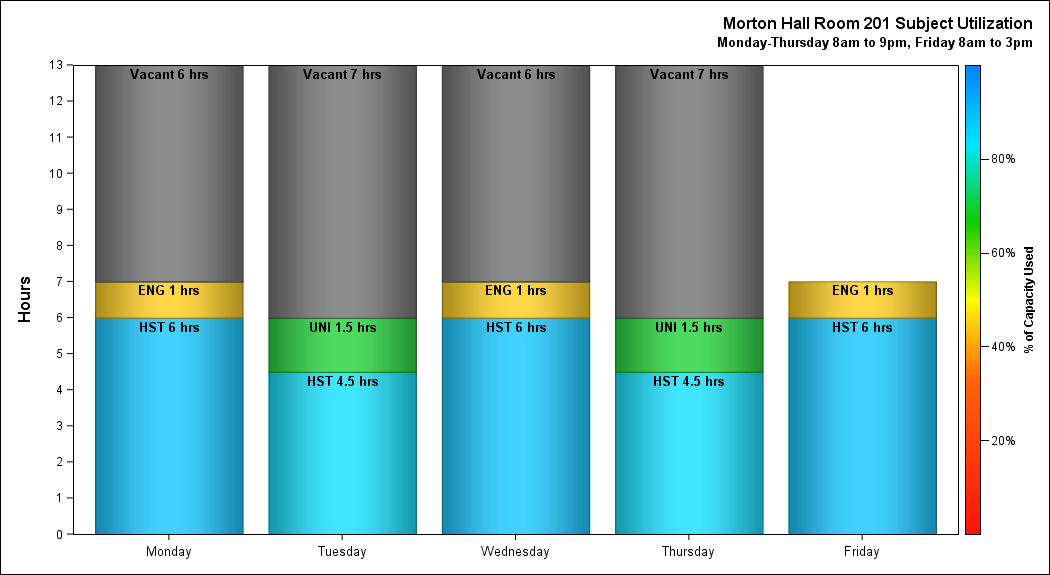 Morton Hall Room 201 Subject Utilization
Monday-Thursday 8am to 9pm, Friday 8am to 3pm
Hours
13
12
11
10
9
8
7
6
5
4
3
2
1
0
Vacant 6 hrs
ENG 1 hrs
HST 6 hrs
Vacant 7 hrs
UNI 1.5 hrs
HST 4.5 hrs
Vacant 6 hrs
ENG 1 hrs
HST 6 hrs
Vacant 7 hrs
UNI 1.5 hrs
HST 4.5 hrs
ENG 1 hrs
HST 6 hrs
Monday
Tuesday
Wednesday
Thursday
Friday
80%
60%
40%
20%
% of Capacity Used